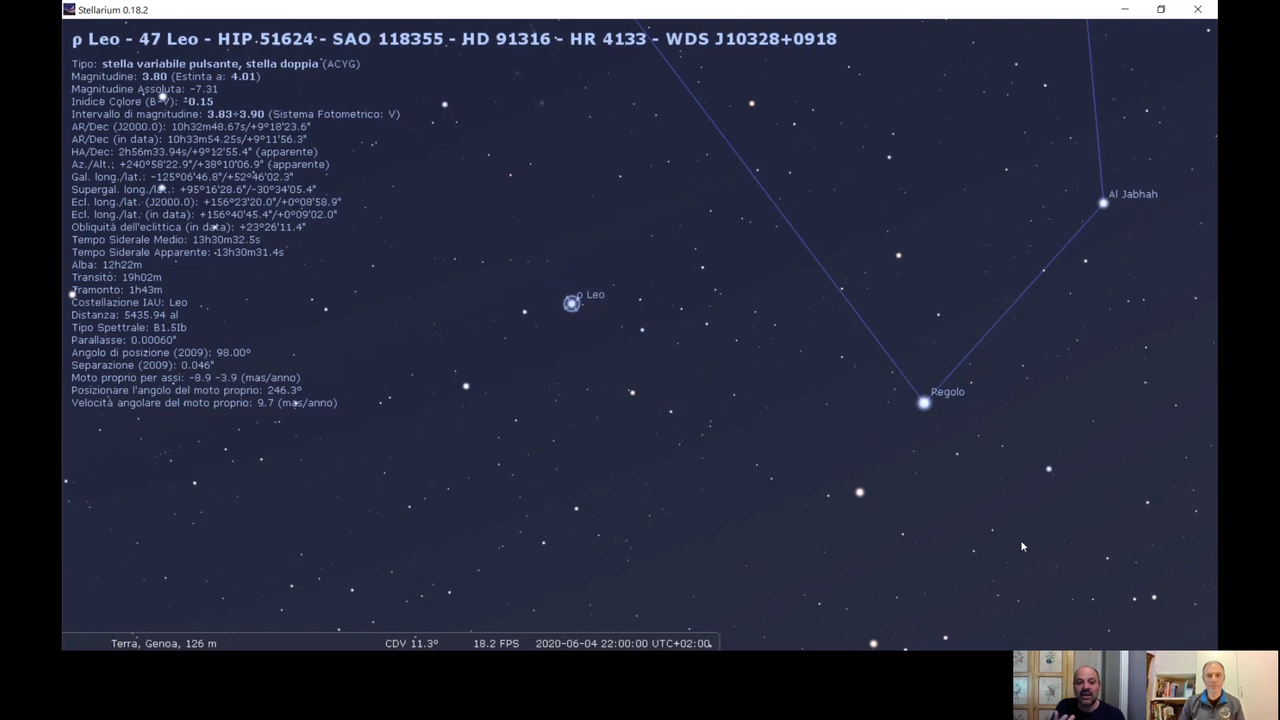 Stellarium 0.18.2
ρ Leo - 47 Leo - HIP 51624 - SAO 118355 - HD 91316 - HR 4133 - WDS J10328+0918
Tipo: stella variabile pulsante, stella doppia (ACYG)
Magnitudine: 3.80 (Estinta a: 4.01)
Magnitudine Assoluta: -7.31
Inidice Colore (B-V): -0.15
Intervallo di magnitudine: 3.83÷3.90 (Sistema Fotometrico: V)
AR/Dec (J2000.0): 10h32m48.67s/+9°18'23.6"
AR/Dec (in data): 10h33m54.25s/+9°11'56.3"
HA/Dec: 2h56m33.94s/+9°12'55.4" (apparente)
Az./Alt.: +240°58'22.9"/+38°10'06.9" (apparente)
Gal. long./lat.: -125°06'46.8"/+52°46'02.3"
Supergal. long./lat.: +95°16'28.6"/-30°34'05.4"
Ecl. long./lat. (J2000.0): +156°23'20.0"/+0°08'58.9"
Ecl. long./lat. (in data): +156°40'45.4"/+0°09'02.0"
Obliquità dell'eclittica (in data): +23°26'11.4"
Tempo Siderale Medio: 13h30m32.5s
Tempo Siderale Apparente: 13h30m31.4s
Alba: 12h22m
Transito: 19h02m
Tramonto: 1h43m
Costellazione IAU: Leo
Distanza: 5435.94 al
Tipo Spettrale: B1.5Ib
Parallasse: 0.00060"
Angolo di posizione (2009): 98.00°
Separazione (2009): 0.046"
Moto proprio per assi: -8.9 -3.9 (mas/anno)
Posizionare l'angolo del moto proprio: 246.3°
Velocità angolare del moto proprio: 9.7 (mas/anno)
Al Jabhah
ρ Leo
Regolo
Terra, Genoa, 126 m CDV 11.3° 18.2 FPS 2020-06-04 22:00:00 UTC+02:00